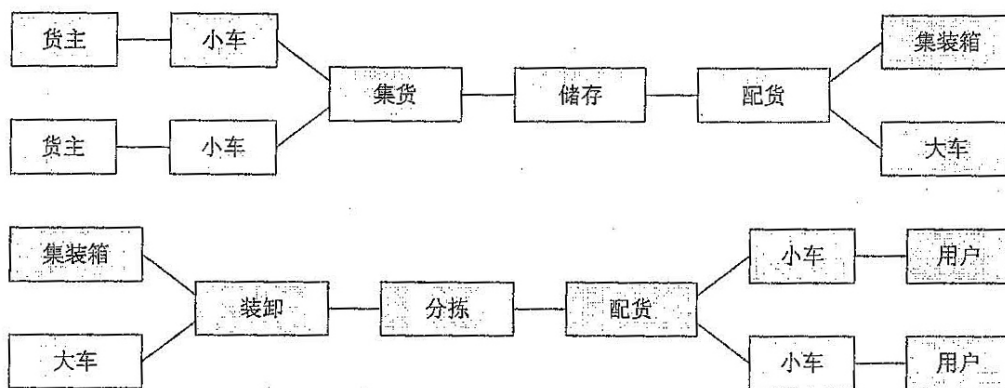 货主 小车 集装箱
集货 储存 配货
货主 小车 大车
集装箱 小车 用户
装卸 分拣 配货
大车 小车 用户